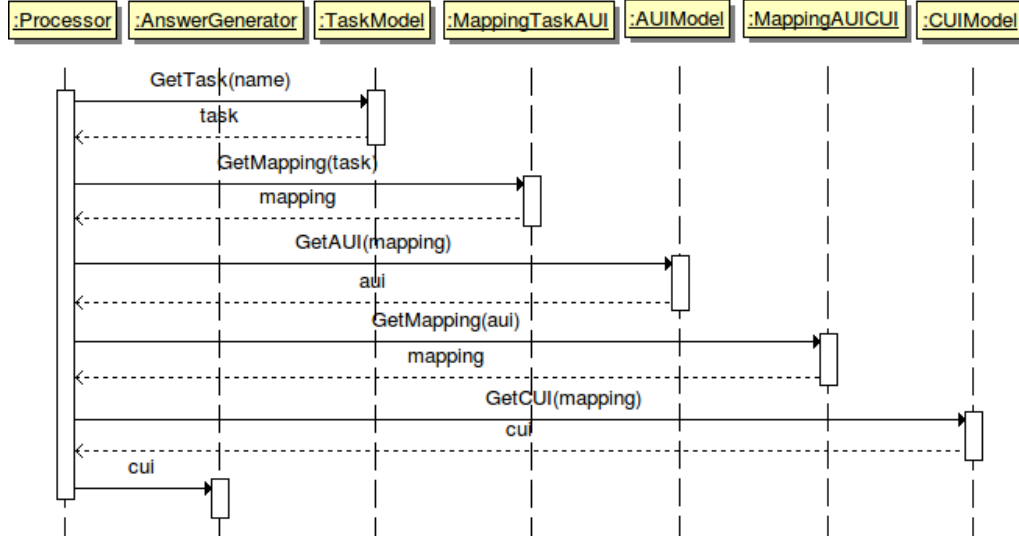 :Processor :AnswerGenerator :TaskModel :MappingTaskAUI :AUIModel :MappingAUICUI :CUIModel
GetTask(name)
task
GetMapping(task)
mapping
GetAUI(mapping)
aui
GetMapping(aui)
mapping
GetCUI(mapping)
cui
cui